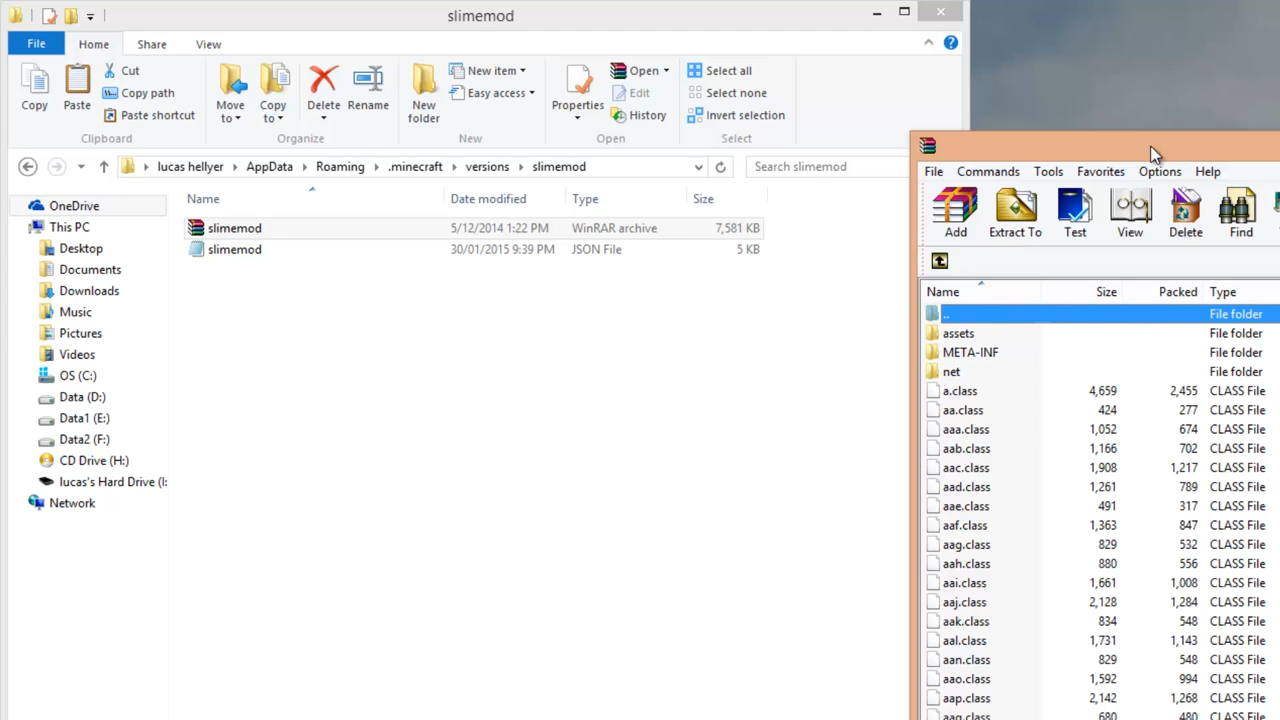 slimemod
File
Home
Share
View
Copy
Paste
Cut
Copy path
Paste shortcut
Clipboard
Move to
Copy to
Delete
Rename
Organize
New folder
New item
Easy access
New
Properties
Open
Edit
History
Open
Select all
Select none
Invert selection
Select
lucas hellyer
AppData
Roaming
.minecraft
versions
slimemod
Search slimemod
OneDrive
This PC
Desktop
Documents
Downloads
Music
Pictures
Videos
OS (C:)
Data (D:)
Data1 (E:)
Data2 (F:)
CD Drive (H:)
lucas's Hard Drive (I:
Network
Name Date modified Type Size
slimemod 5/12/2014 1:22 PM WinRAR archive 7,581 KB
slimemod 30/01/2015 9:39 PM JSON File 5 KB
File Commands Tools Favorites Options Help
Add Extract To Test View Delete Find
Name Size Packed Type
.. File folder
assets File folder
META-INF File folder
net File folder
a.class 4,659 2,455 CLASS File
aa.class 424 277 CLASS File
aaa.class 1,052 674 CLASS File
aab.class 1,166 702 CLASS File
aac.class 1,908 1,217 CLASS File
aad.class 1,261 789 CLASS File
aae.class 491 317 CLASS File
aaf.class 1,363 847 CLASS File
aag.class 829 532 CLASS File
aah.class 880 556 CLASS File
aai.class 1,661 1,008 CLASS File
aaj.class 2,128 1,284 CLASS File
aak.class 834 548 CLASS File
aal.class 1,731 1,143 CLASS File
aan.class 829 548 CLASS File
aao.class 1,592 994 CLASS File
aap.class 2,142 1,268 CLASS File
aaq.class 680 480 CLASS File